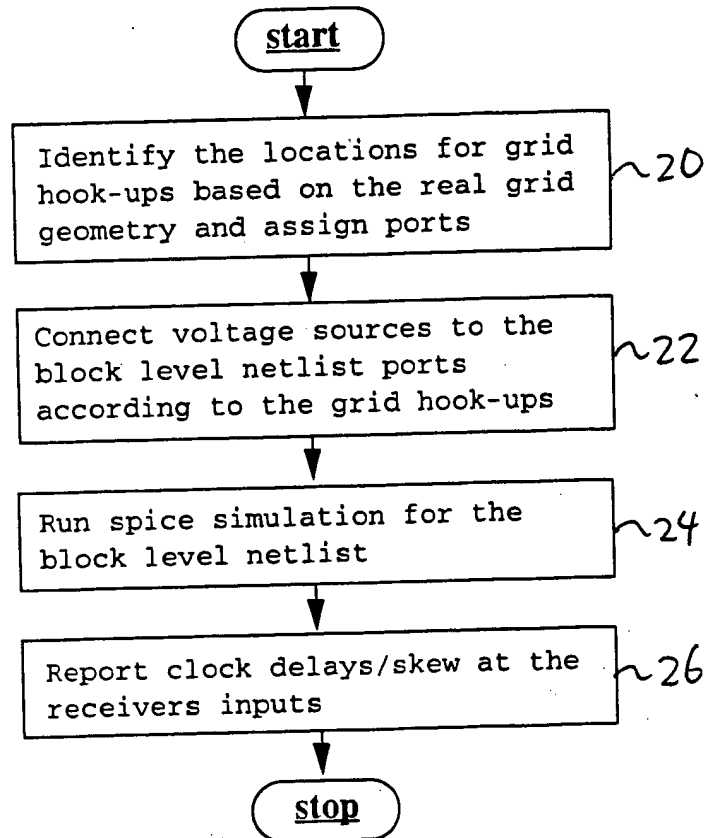 start
Identify the locations for grid
hook-ups based on the real grid
geometry and assign ports
20
Connect voltage sources to the
block level netlist ports
according to the grid hook-ups
22
Run spice simulation for the
block level netlist
24
Report clock delays/skew at the
receivers inputs
26
stop